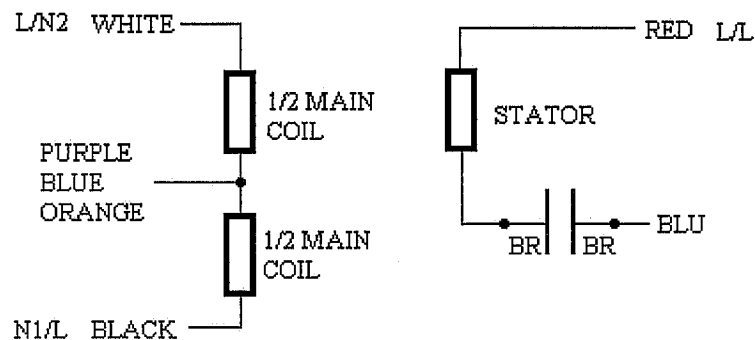 L/N2 WHITE
1/2 MAIN
COIL
PURPLE
BLUE
ORANGE
1/2 MAIN
COIL
N1/L BLACK
RED L/L
STATOR
BR BR
BLU